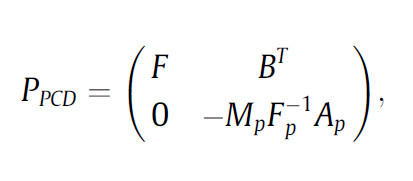 P_{PCD} = \begin{pmatrix} F & B^T \\ 0 & -M_p F_p^{-1} A_p \end{pmatrix},